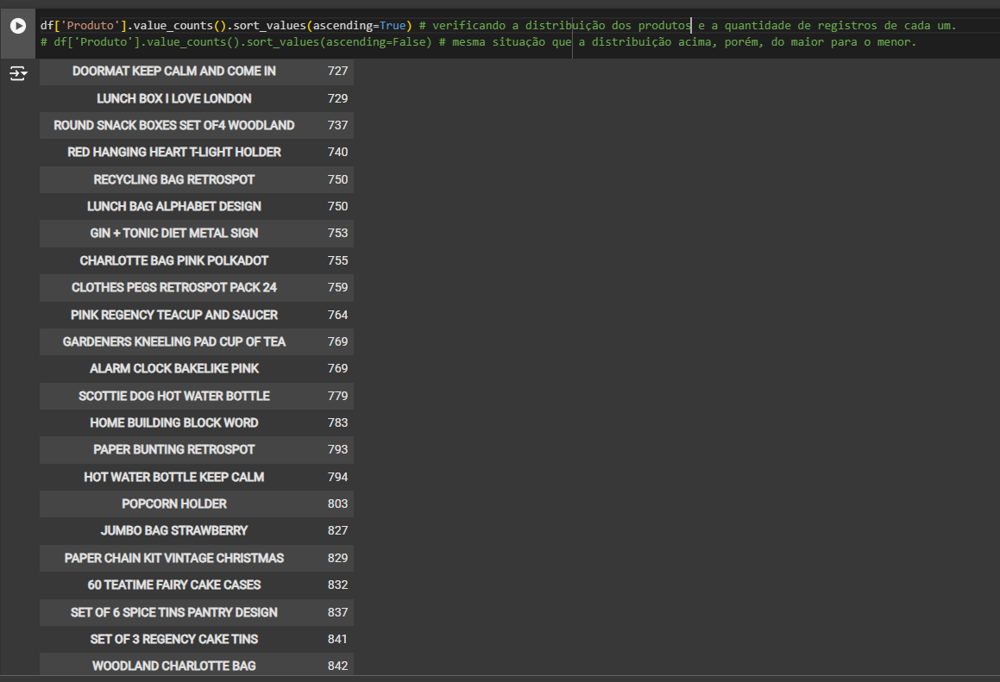 df['Produto'].value_counts().sort_values(ascending=True) # verificando a distribuição dos produtos e a quantidade de registros de cada um.
# df['Produto'].value_counts().sort_values(ascending=False) # mesma situação que a distribuição acima, porém, do maior para o menor.
DOORMAT KEEP CALM AND COME IN 727
LUNCH BOX I LOVE LONDON 729
ROUND SNACK BOXES SET OF4 WOODLAND 737
RED HANGING HEART T-LIGHT HOLDER 740
RECYCLING BAG RETROSPOT 750
LUNCH BAG ALPHABET DESIGN 750
GIN + TONIC DIET METAL SIGN 753
CHARLOTTE BAG PINK POLKADOT 755
CLOTHES PEGS RETROSPOT PACK 24 759
PINK REGENCY TEACUP AND SAUCER 764
GARDENERS KNEELING PAD CUP OF TEA 769
ALARM CLOCK BAKELIKE PINK 769
SCOTTIE DOG HOT WATER BOTTLE 779
HOME BUILDING BLOCK WORD 783
PAPER BUNTING RETROSPOT 793
HOT WATER BOTTLE KEEP CALM 794
POPCORN HOLDER 803
JUMBO BAG STRAWBERRY 827
PAPER CHAIN KIT VINTAGE CHRISTMAS 829
60 TEATIME FAIRY CAKE CASES 832
SET OF 6 SPICE TINS PANTRY DESIGN 837
SET OF 3 REGENCY CAKE TINS 841
WOODLAND CHARLOTTE BAG 842